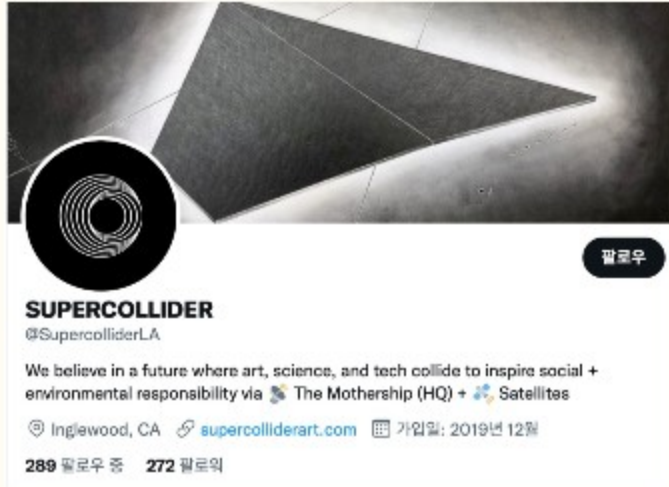 팔로우
SUPERCOLLIDER
@SupercolliderLA
We believe in a future where art, science, and tech collide to inspire social +
environmental responsibility via 🛰️ The Mothership (HQ) + Satellites
Inglewood, CA supercolliderart.com 가입일: 2019년 12월
289 팔로우 중 272 팔로워